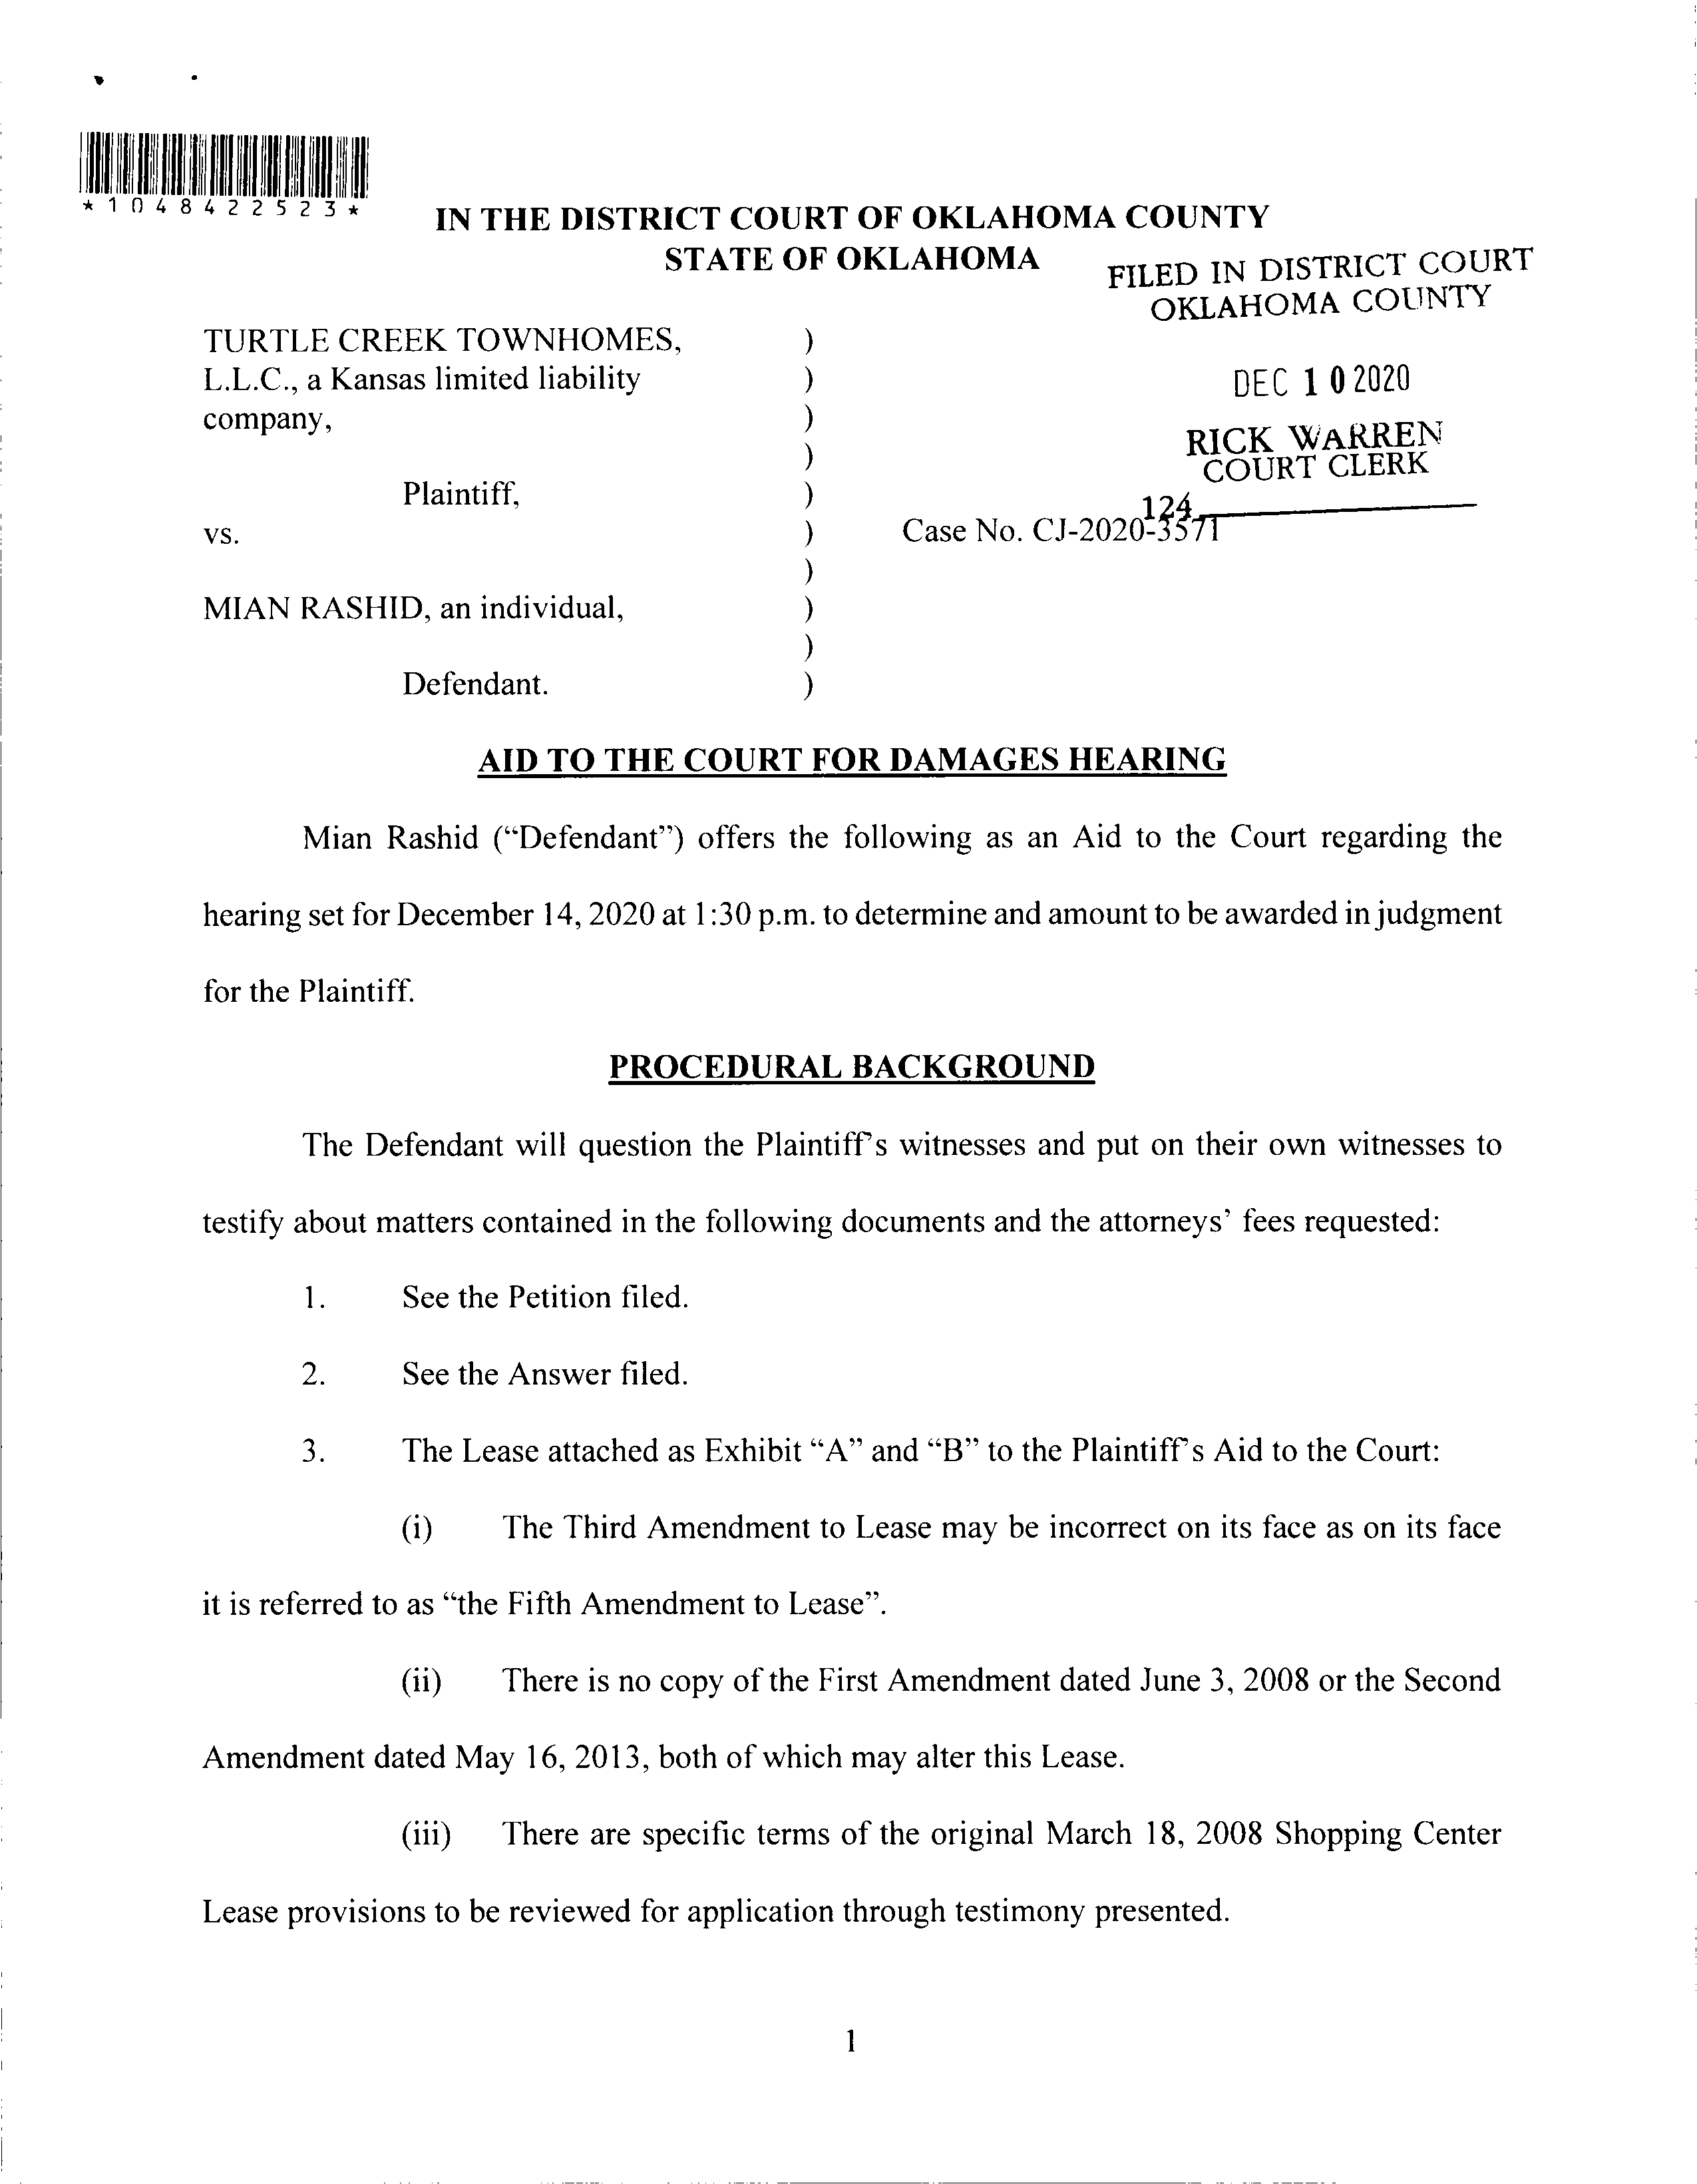 *1048422523*
IN THE DISTRICT COURT OF OKLAHOMA COUNTY
STATE OF OKLAHOMA
FILED IN DISTRICT COURT
OKLAHOMA COUNTY
TURTLE CREEK TOWNHOMES, )
L.L.C., a Kansas limited liability )
company, )
)
DEC 10 2020
RICK WARREN
COURT CLERK
124
Plaintiff, )
vs. ) Case No. CJ-2020-3571
)
MIAN RASHID, an individual, )
)
Defendant. )
AID TO THE COURT FOR DAMAGES HEARING
Mian Rashid (“Defendant”) offers the following as an Aid to the Court regarding the
hearing set for December 14, 2020 at 1:30 p.m. to determine and amount to be awarded in judgment
for the Plaintiff.
PROCEDURAL BACKGROUND
The Defendant will question the Plaintiff’s witnesses and put on their own witnesses to
testify about matters contained in the following documents and the attorneys’ fees requested:
1. See the Petition filed.
2. See the Answer filed.
3. The Lease attached as Exhibit “A” and “B” to the Plaintiff’s Aid to the Court:
(i) The Third Amendment to Lease may be incorrect on its face as on its face
it is referred to as “the Fifth Amendment to Lease”.
(ii) There is no copy of the First Amendment dated June 3, 2008 or the Second
Amendment dated May 16, 2013, both of which may alter this Lease.
(iii) There are specific terms of the original March 18, 2008 Shopping Center
Lease provisions to be reviewed for application through testimony presented.
1